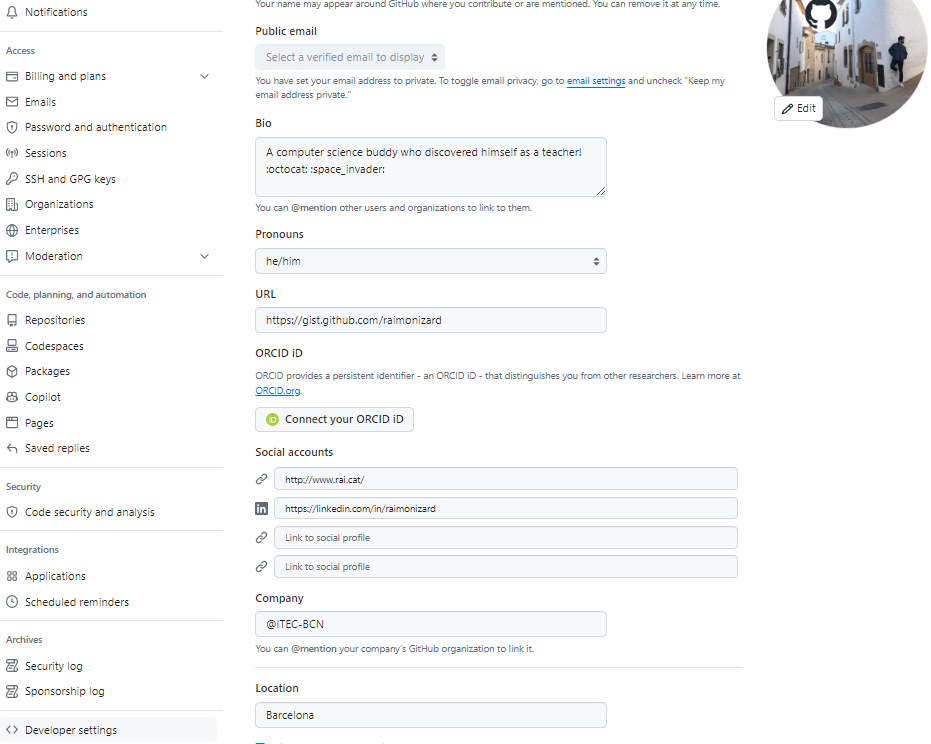 Notifications
Access
Billing and plans
Emails
Password and authentication
Sessions
SSH and GPG keys
Organizations
Enterprises
Moderation
Code, planning, and automation
Repositories
Codespaces
Packages
Copilot
Pages
Saved replies
Security
Code security and analysis
Integrations
Applications
Scheduled reminders
Archives
Security log
Sponsorship log
Developer settings
Your name may appear around GitHub where you contribute or are mentioned. You can remove it at any time.
Public email
Select a verified email to display
You have set your email address to private. To toggle email privacy, go to email settings and uncheck "Keep my
email address private."
Bio
A computer science buddy who discovered himself as a teacher!
:octocat: :space_invader:
You can @mention other users and organizations to link to them.
Pronouns
he/him
URL
https://gist.github.com/raimonizard
ORCID iD
ORCID provides a persistent identifier - an ORCID iD - that distinguishes you from other researchers. Learn more at
ORCID.org.
iD Connect your ORCID iD
Social accounts
http://www.rai.cat/
in https://linkedin.com/in/raimonizard
Link to social profile
Link to social profile
Company
@ITEC-BCN
You can @mention your company's GitHub organization to link it.
Location
Barcelona
Edit